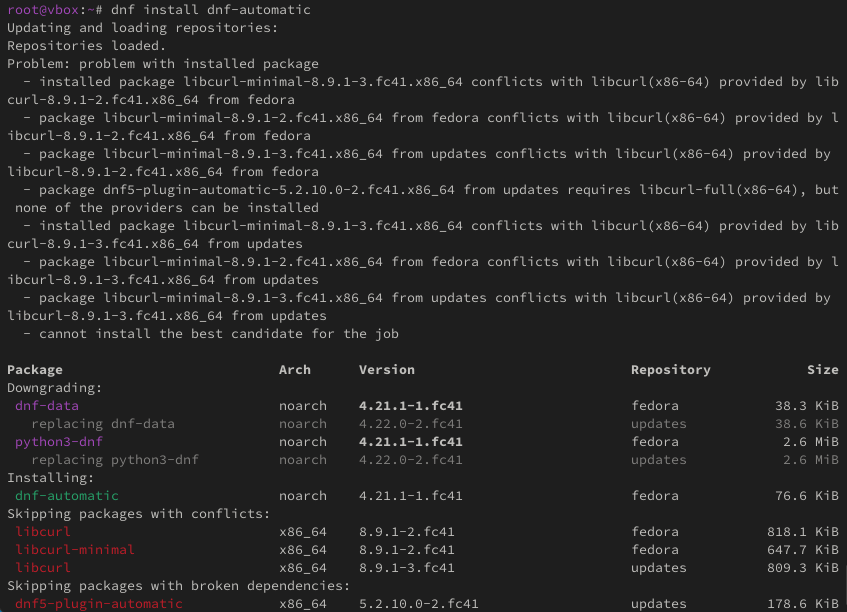 root@vbox:~# dnf install dnf-automatic
Updating and loading repositories:
Repositories loaded.
Problem: problem with installed package
  - installed package libcurl-minimal-8.9.1-3.fc41.x86_64 conflicts with libcurl(x86-64) provided by lib
curl-8.9.1-2.fc41.x86_64 from fedora
  - package libcurl-minimal-8.9.1-2.fc41.x86_64 from fedora conflicts with libcurl(x86-64) provided by l
ibcurl-8.9.1-2.fc41.x86_64 from fedora
  - package libcurl-minimal-8.9.1-3.fc41.x86_64 from updates conflicts with libcurl(x86-64) provided by
libcurl-8.9.1-2.fc41.x86_64 from fedora
  - package dnf5-plugin-automatic-5.2.10.0-2.fc41.x86_64 from updates requires libcurl-full(x86-64), but
 none of the providers can be installed
  - installed package libcurl-minimal-8.9.1-3.fc41.x86_64 conflicts with libcurl(x86-64) provided by lib
curl-8.9.1-3.fc41.x86_64 from updates
  - package libcurl-minimal-8.9.1-2.fc41.x86_64 from fedora conflicts with libcurl(x86-64) provided by l
ibcurl-8.9.1-3.fc41.x86_64 from updates
  - package libcurl-minimal-8.9.1-3.fc41.x86_64 from updates conflicts with libcurl(x86-64) provided by
libcurl-8.9.1-3.fc41.x86_64 from updates
  - cannot install the best candidate for the job
Package Arch Version Repository Size
Downgrading:
 dnf-data noarch 4.21.1-1.fc41 fedora 38.3 KiB
   replacing dnf-data noarch 4.22.0-2.fc41 updates 38.6 KiB
 python3-dnf noarch 4.21.1-1.fc41 fedora 2.6 MiB
   replacing python3-dnf noarch 4.22.0-2.fc41 updates 2.6 MiB
Installing:
 dnf-automatic noarch 4.21.1-1.fc41 fedora 76.6 KiB
Skipping packages with conflicts:
 libcurl x86_64 8.9.1-2.fc41 fedora 818.1 KiB
 libcurl-minimal x86_64 8.9.1-2.fc41 fedora 647.7 KiB
 libcurl x86_64 8.9.1-3.fc41 updates 809.3 KiB
Skipping packages with broken dependencies:
 dnf5-plugin-automatic x86_64 5.2.10.0-2.fc41 updates 178.6 KiB